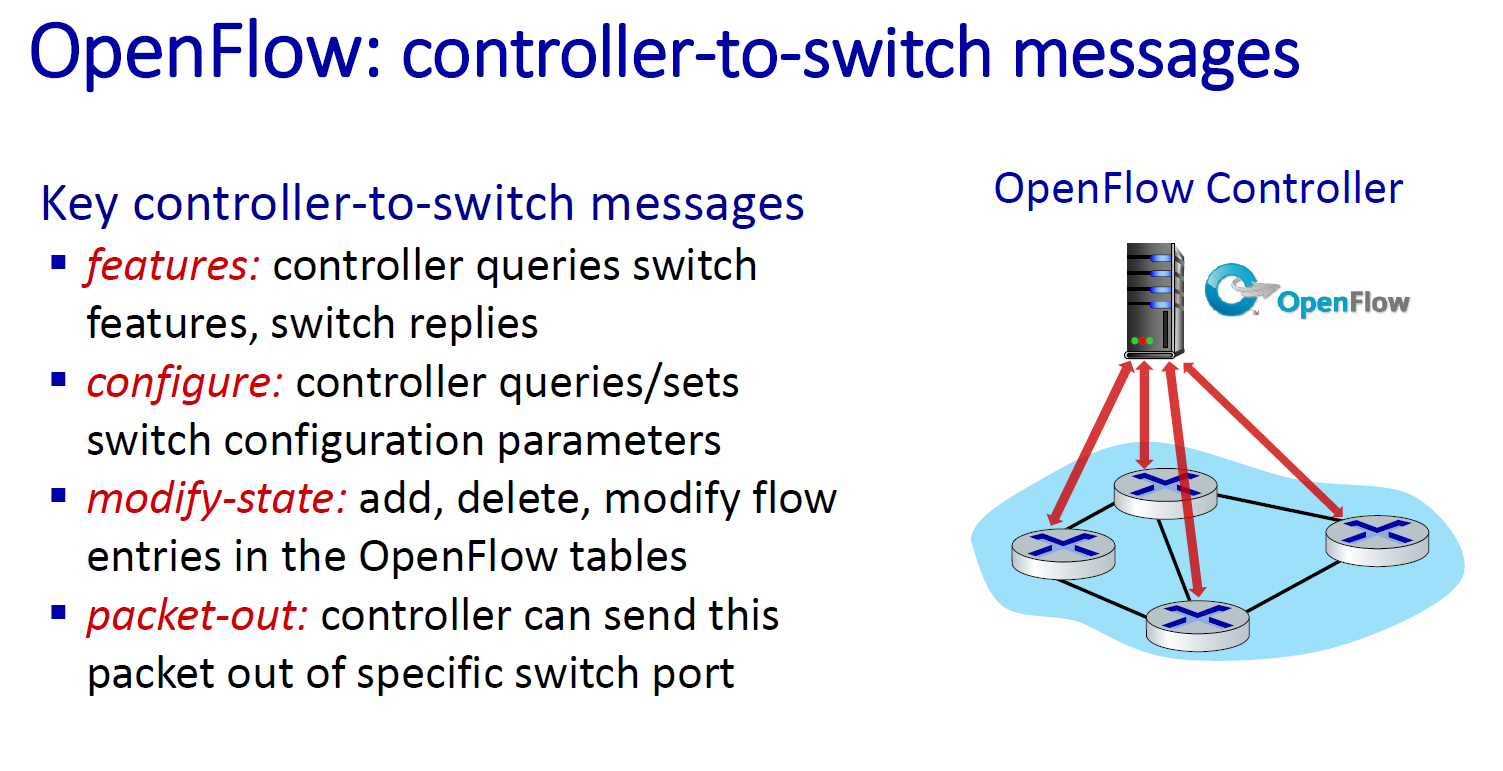 OpenFlow: controller-to-switch messages
Key controller-to-switch messages
▪ features: controller queries switch
features, switch replies
▪ configure: controller queries/sets
switch configuration parameters
▪ modify-state: add, delete, modify flow
entries in the OpenFlow tables
▪ packet-out: controller can send this
packet out of specific switch port
OpenFlow Controller
OpenFlow
TM